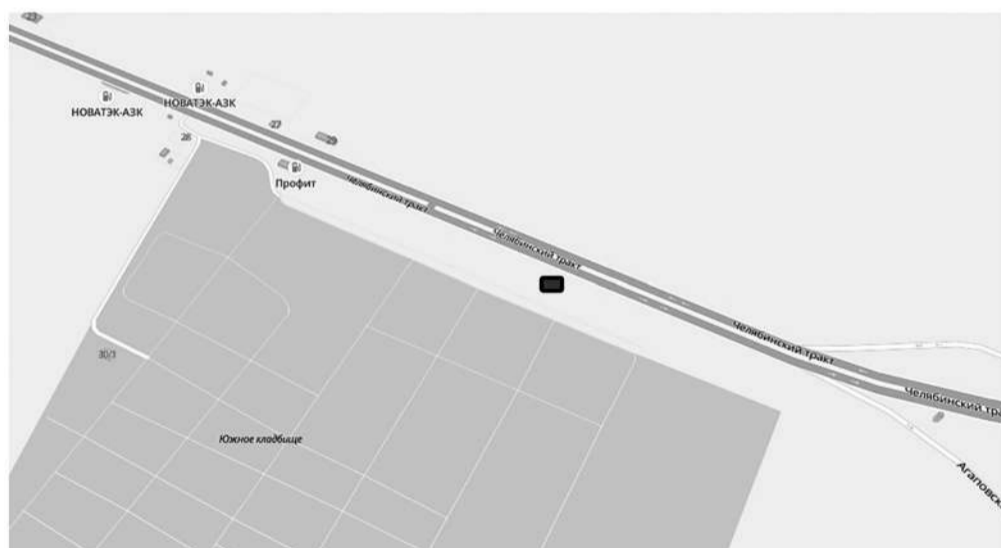 НОВАТЭК-АЗК
НОВАТЭК-АЗК
27
29
28
Профит
Челябинский тракт
Челябинский тракт
Челябинский тракт
Челябинский тра
30/1
Южное кладбище
Агаповск